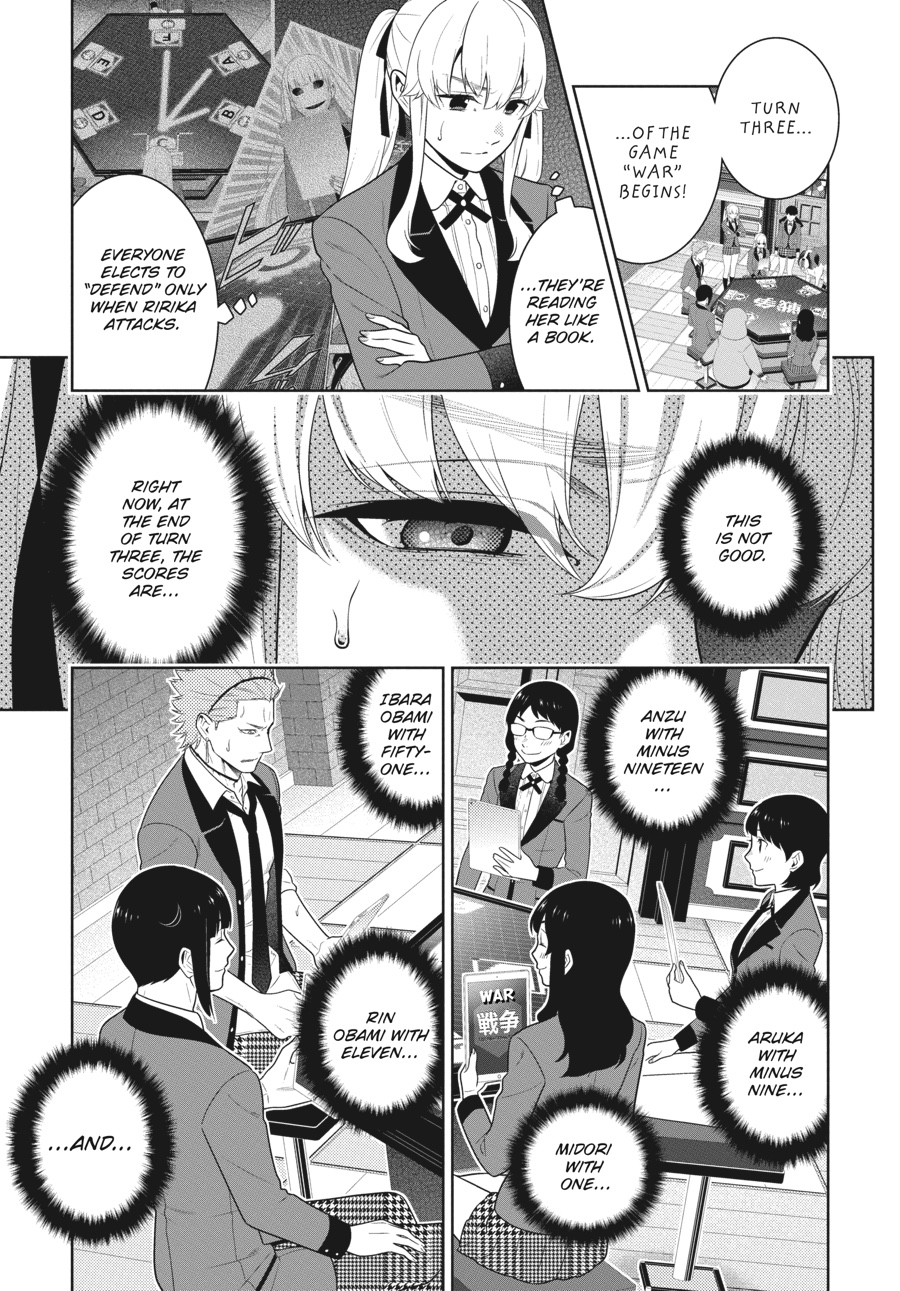 TURN
THREE...
...OF THE
GAME
"WAR"
BEGINS!
...THEY'RE
READING
HER LIKE
A BOOK.
EVERYONE
ELECTS TO
"DEFEND" ONLY
WHEN RIRIKA
ATTACKS.
A
B
C
D
E
THIS
IS NOT
GOOD.
RIGHT
NOW, AT
THE END
OF TURN
THREE, THE
SCORES
ARE...
ANZU
WITH
MINUS
NINETEEN
...
ARUKA
WITH
MINUS
NINE...
WAR
戦争
MIDORI
WITH
ONE...
IBARA
OBAMI
WITH
FIFTY-
ONE...
RIN
OBAMI WITH
ELEVEN...
...AND...